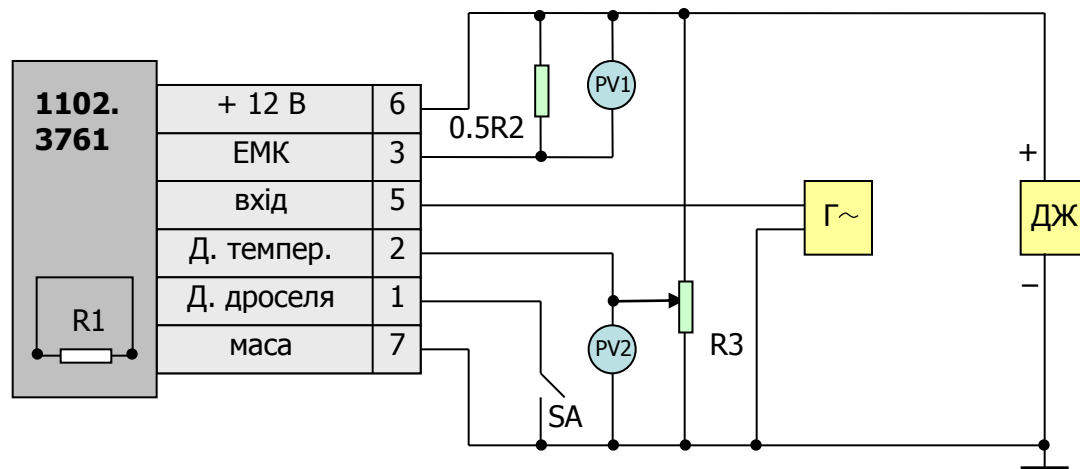 1102.
3761
R1
+ 12 В 6
ЕМК 3
вхід 5
Д. темпер. 2
Д. дроселя 1
маса 7
0.5R2
PV1
PV2
SA
R3
Г~
+
ДЖ
−